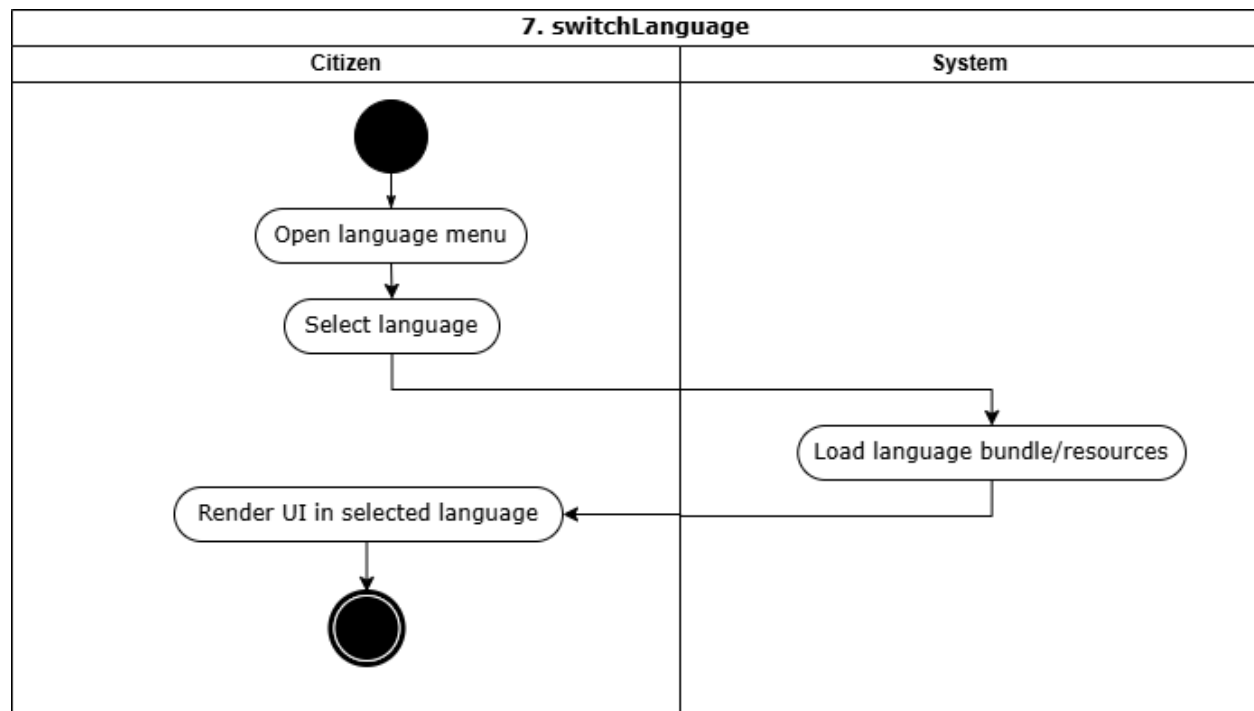 7. switchLanguage
Citizen
System
Open language menu
Select language
Load language bundle/resources
Render UI in selected language